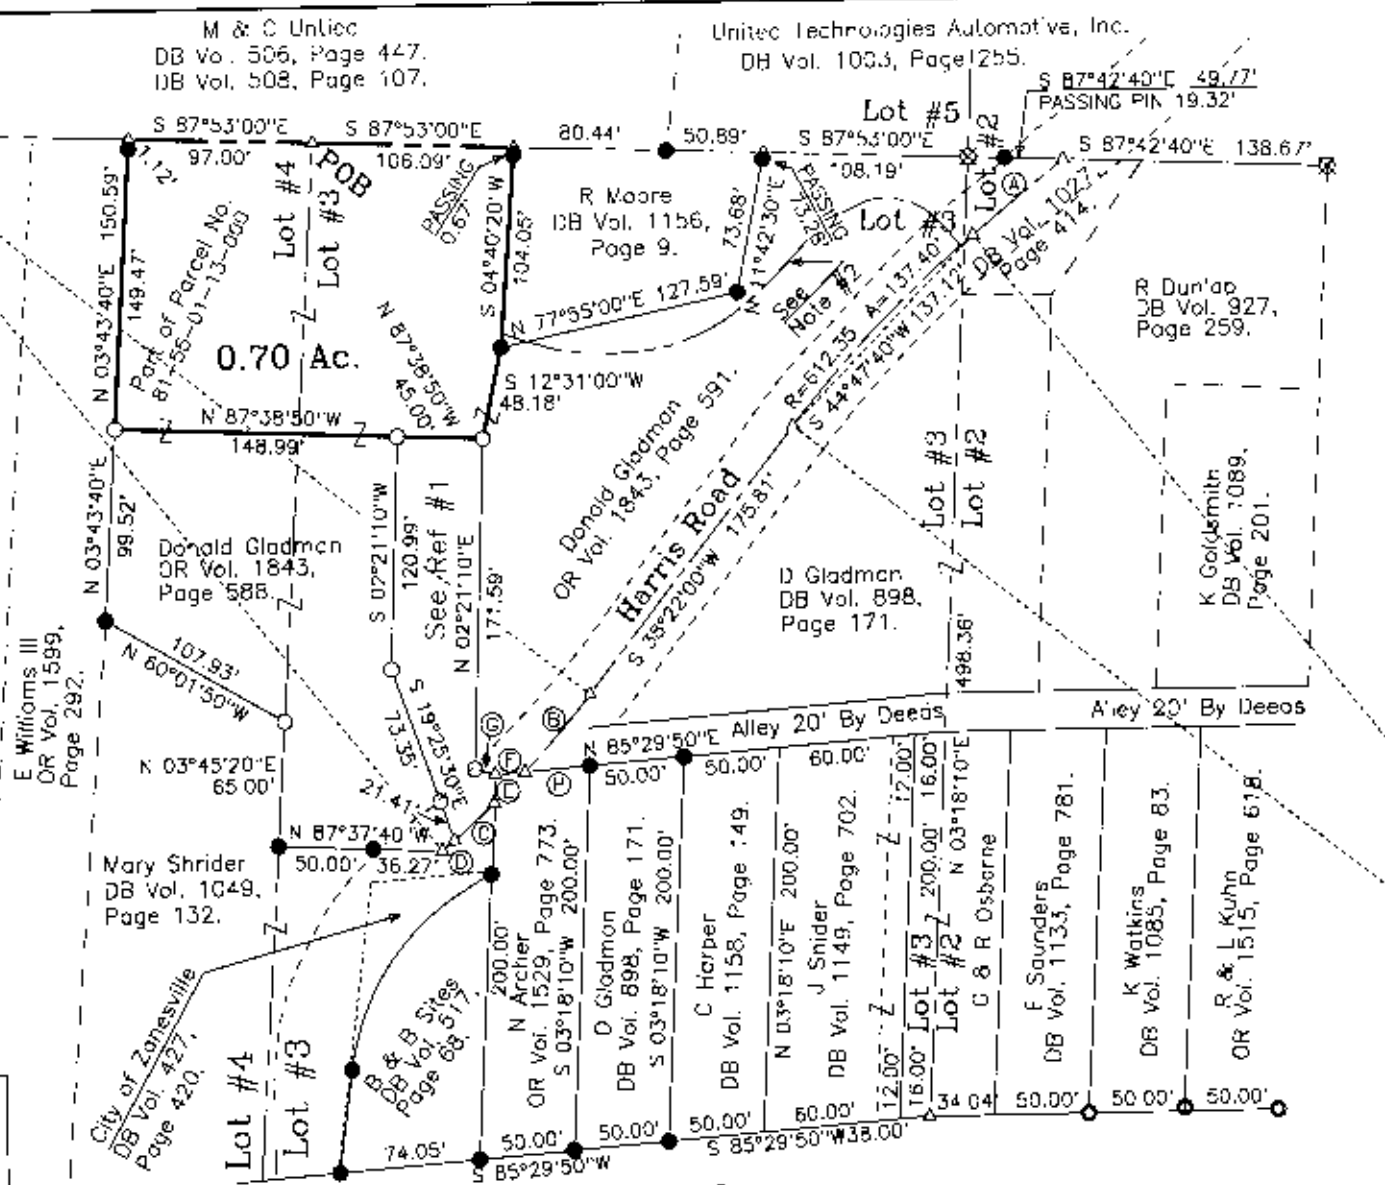 M & C Untied
DB Vol. 506, Page 447.
DB Vol. 508, Page 107.
United Technologies Automotive, Inc.
DB Vol. 1003, Page 255.
S 87°42'40"E 49.77'
PASSING PIN 19.32'
Lot #5
S 87°53'00"E
97.00'
1.12'
S 87°53'00"E
106.09'
POB
80.44'
50.89'
S 87°53'00"E
108.19'
Lot #2
S 87°42'40"E 138.67'
PASSING
0.67'
PASSING
73.26'
R Moore
DB Vol. 1156,
Page 9.
Lot #3
A
DB Vol. 1027,
Page 414.
N 03°43'40"E 150.59'
149.47'
Part of Parcel No.
81-56-01-13-000
Lot #4
Lot #3
S 04°40'20"W
104.05'
73.68'
N 11°42'30"E
N 77°55'00"E 127.59'
See
Note #2
R=612.35 A=137.40'
S 44°47'40"W 137.12'
R Dunlap
DB Vol. 927,
Page 259.
0.70 Ac.
N 87°38'50"W
45.00'
S 12°31'00"W
48.18'
N 87°38'50"W
148.99'
Donald Gladman
OR Vol. 1843, Page 591.
Harris Road
S 38°22'00"W 175.81'
Lot #3
Lot #2
K Goldsmith
DB Vol. 1089,
Page 201.
N 03°43'40"E
99.52'
Donald Gladman
OR Vol. 1843,
Page 588.
S 02°21'10"W
120.99'
See Ref #1
N 02°21'10"E
171.59'
D Gladman
DB Vol. 898,
Page 171.
498.36'
E Williams III
OR Vol. 1599,
Page 292.
107.93'
N 60°01'50"W
S 19°25'30"E
73.35'
G
B
F
E
H
N 85°29'50"E Alley 20' By Deeds
Alley 20' By Deeds
50.00'
50.00'
60.00'
12.00'
16.00'
N 03°45'20"E
65.00'
21.41'
C
D
N 87°37'40"W
50.00'
36.27'
Mary Shrider
DB Vol. 1049,
Page 132.
City of Zanesville
DB Vol. 427,
Page 420.
B & B Sites
DB Vol. 517,
Page 68.
200.00'
N Archer
OR Vol. 1529, Page 773.
S 03°18'10"W 200.00'
D Gladman
DB Vol. 898, Page 171.
S 03°18'10"W 200.00'
C Harper
DB Vol. 1158, Page 149.
N 03°18'10"E 200.00'
J Snider
DB Vol. 1149, Page 702.
Lot #3
200.00'
Lot #2
N 03°18'10"E
G & R Osborne
F Saunders
DB Vol. 1133, Page 781.
K Watkins
DB Vol. 1085, Page 83.
R & L Kuhn
OR Vol. 1515, Page 618.
12.00'
16.00'
Lot #4
Lot #3
74.05'
50.00'
50.00'
50.00'
60.00'
34.04'
50.00'
50.00'
50.00'
S 85°29'50"W
S 85°29'50"W
38.00'